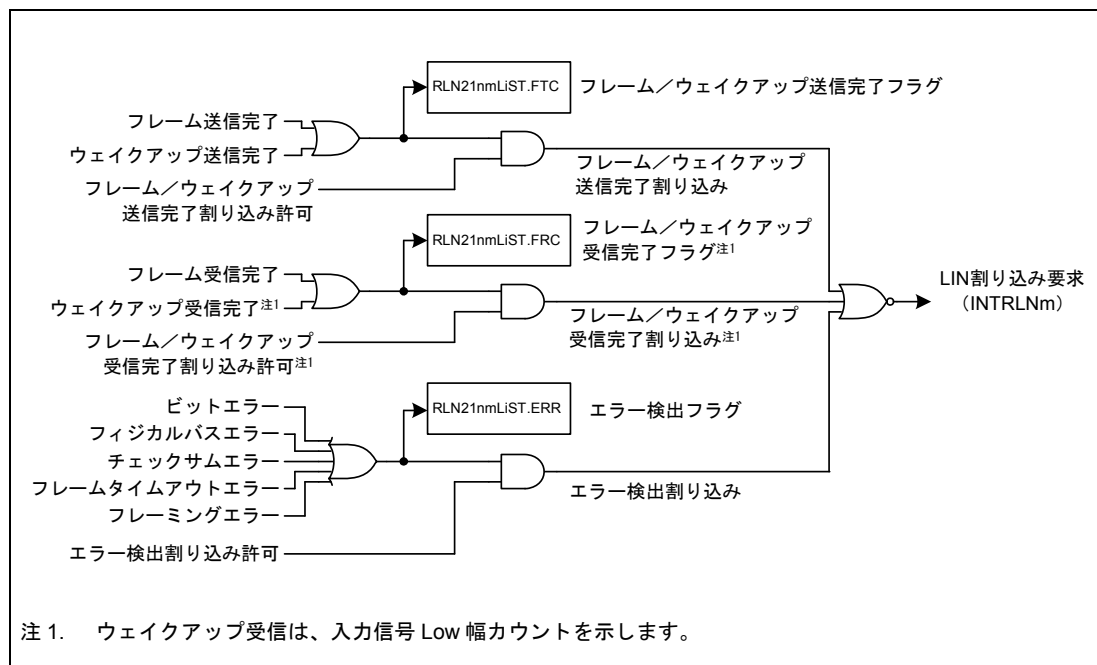 RLN21nmLiST.FTC
フレーム／ウェイクアップ送信完了フラグ
フレーム送信完了
ウェイクアップ送信完了
フレーム／ウェイクアップ
送信完了割り込み許可
フレーム／ウェイクアップ
送信完了割り込み
RLN21nmLiST.FRC
フレーム／ウェイクアップ
受信完了フラグ注1
フレーム受信完了
ウェイクアップ受信完了注1
フレーム／ウェイクアップ
受信完了割り込み許可注1
フレーム／ウェイクアップ
受信完了割り込み注1
LIN割り込み要求
（INTRLNm）
RLN21nmLiST.ERR
エラー検出フラグ
ビットエラー
フィジカルバスエラー
チェックサムエラー
フレームタイムアウトエラー
フレーミングエラー
エラー検出割り込み許可
エラー検出割り込み
注 1. ウェイクアップ受信は、入力信号 Low 幅カウントを示します。